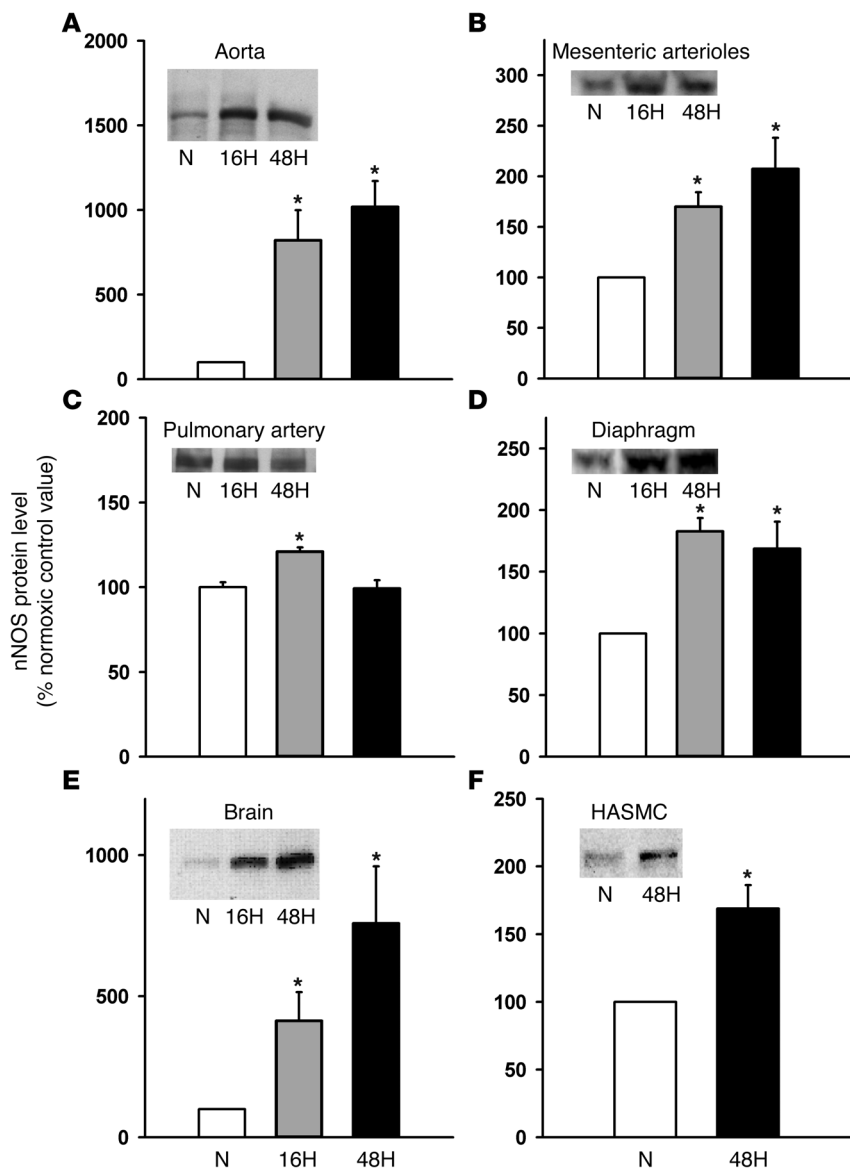 A
Aorta
2000
1500
1000
500
0
N 16H 48H
* *
B
Mesenteric arterioles
300
250
200
150
100
50
0
N 16H 48H
* *
C
Pulmonary artery
200
150
100
50
0
N 16H 48H
*
D
Diaphragm
250
200
150
100
50
0
N 16H 48H
* *
nNOS protein level
(% normoxic control value)
E
Brain
1000
500
0
N 16H 48H
* *
N 16H 48H
F
HASMC
250
200
150
100
50
0
N 48H
*
N 48H